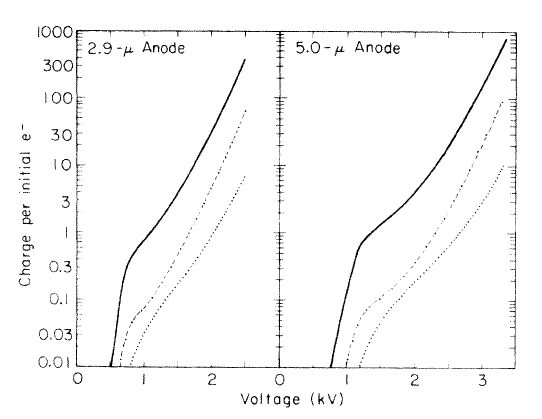 1000
300
100
30
10
3
1
0.3
0.1
0.03
0.01
Charge per initial e⁻
2.9-μ Anode
5.0-μ Anode
0 1 2 0 1 2 3
Voltage (kV)